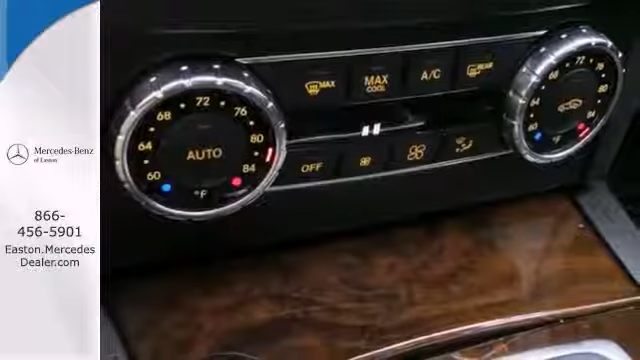 Mercedes-Benz
of Easton
866-
456-5901
Easton.Mercedes
Dealer.com
MAX
MAX
COOL
A/C
REAR
60 64 68 72 76 80 84
AUTO
°F
OFF
60 64 68 72 76 80 84
°F